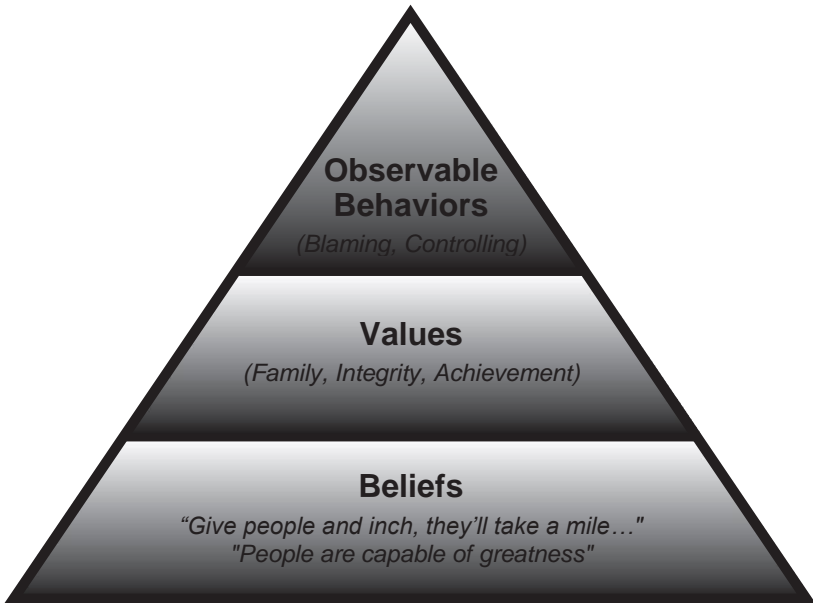 Observable
Behaviors
(Blaming, Controlling)
Values
(Family, Integrity, Achievement)
Beliefs
“Give people and inch, they’ll take a mile…"
"People are capable of greatness"